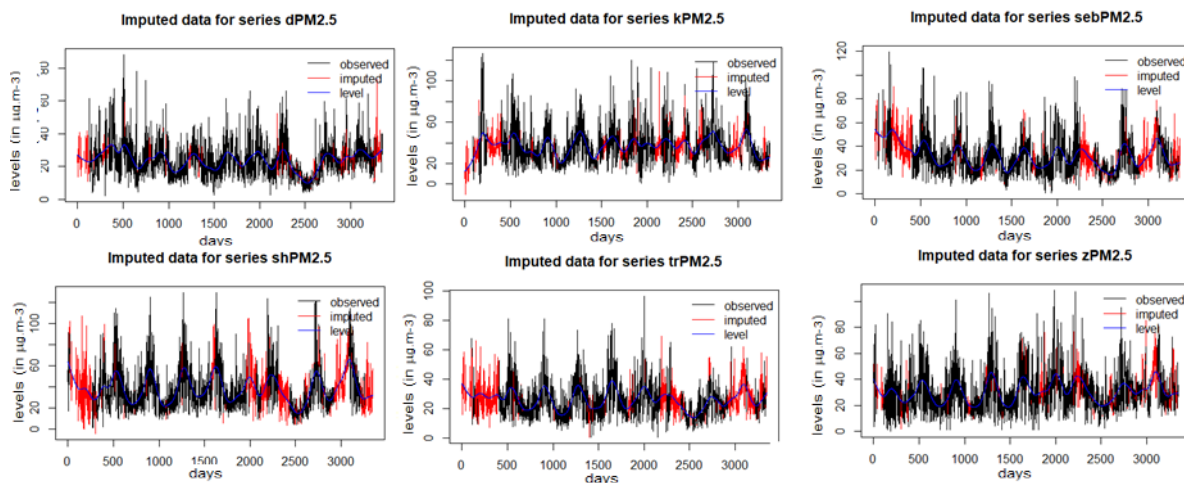 Imputed data for series dPM2.5
levels (in µg.m-3)
0 20 40 60 80
observed
imputed
level
0 500 1000 1500 2000 2500 3000
days
Imputed data for series kPM2.5
levels (in µg.m-3)
0 20 40 60 100
observed
imputed
level
0 500 1000 1500 2000 2500 3000
days
Imputed data for series sebPM2.5
levels (in µg.m-3)
0 20 40 60 80 120
observed
imputed
level
0 500 1000 1500 2000 2500 3000
days
Imputed data for series shPM2.5
levels (in µg.m-3)
0 20 40 60 100
observed
imputed
level
0 500 1000 1500 2000 2500 3000
days
Imputed data for series trPM2.5
levels (in µg.m-3)
0 20 40 60 80 100
observed
imputed
level
0 500 1000 1500 2000 2500 3000
days
Imputed data for series zPM2.5
levels (in µg.m-3)
0 20 40 60 80
observed
imputed
level
0 500 1000 1500 2000 2500 3000
days